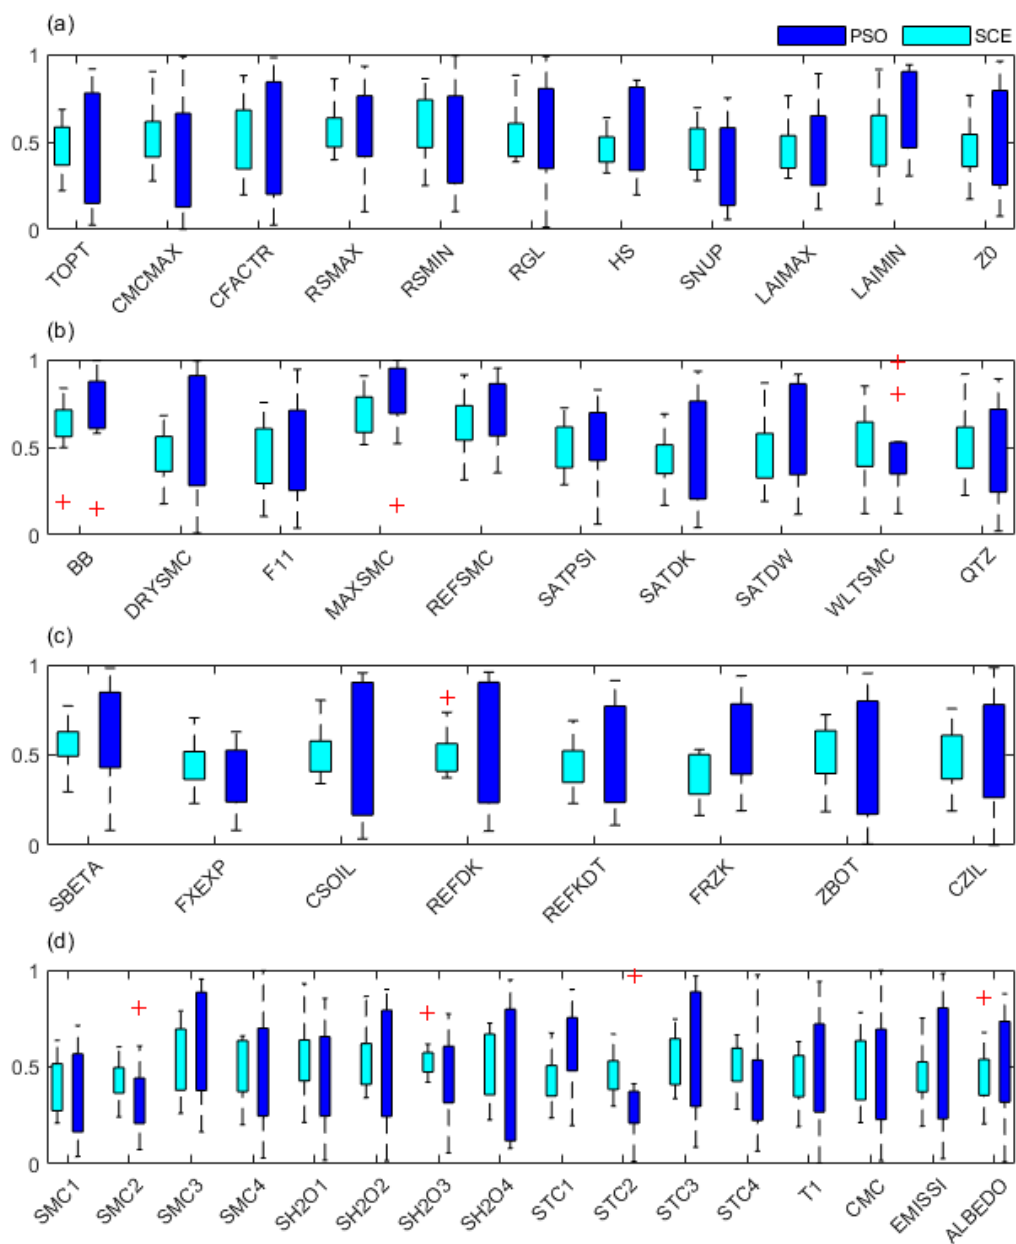 (a)
PSO SCE
1
0.5
0
TOPT CMCMAX CFACTR RSMAX RSMIN RGL HS SNUP LAIMAX LAIMIN Z0
(b)
1
0.5
0
BB DRYSMC F11 MAXSMC REFSMC SATPSI SATDK SATDW WLTSMC QTZ
(c)
1
0.5
0
SBETA FXEXP CSOIL REFDK REFKDT FRZK ZBOT CZIL
(d)
1
0.5
0
SMC1 SMC2 SMC3 SMC4 SH2O1 SH2O2 SH2O3 SH2O4 STC1 STC2 STC3 STC4 T1 CMC EMISSI ALBEDO